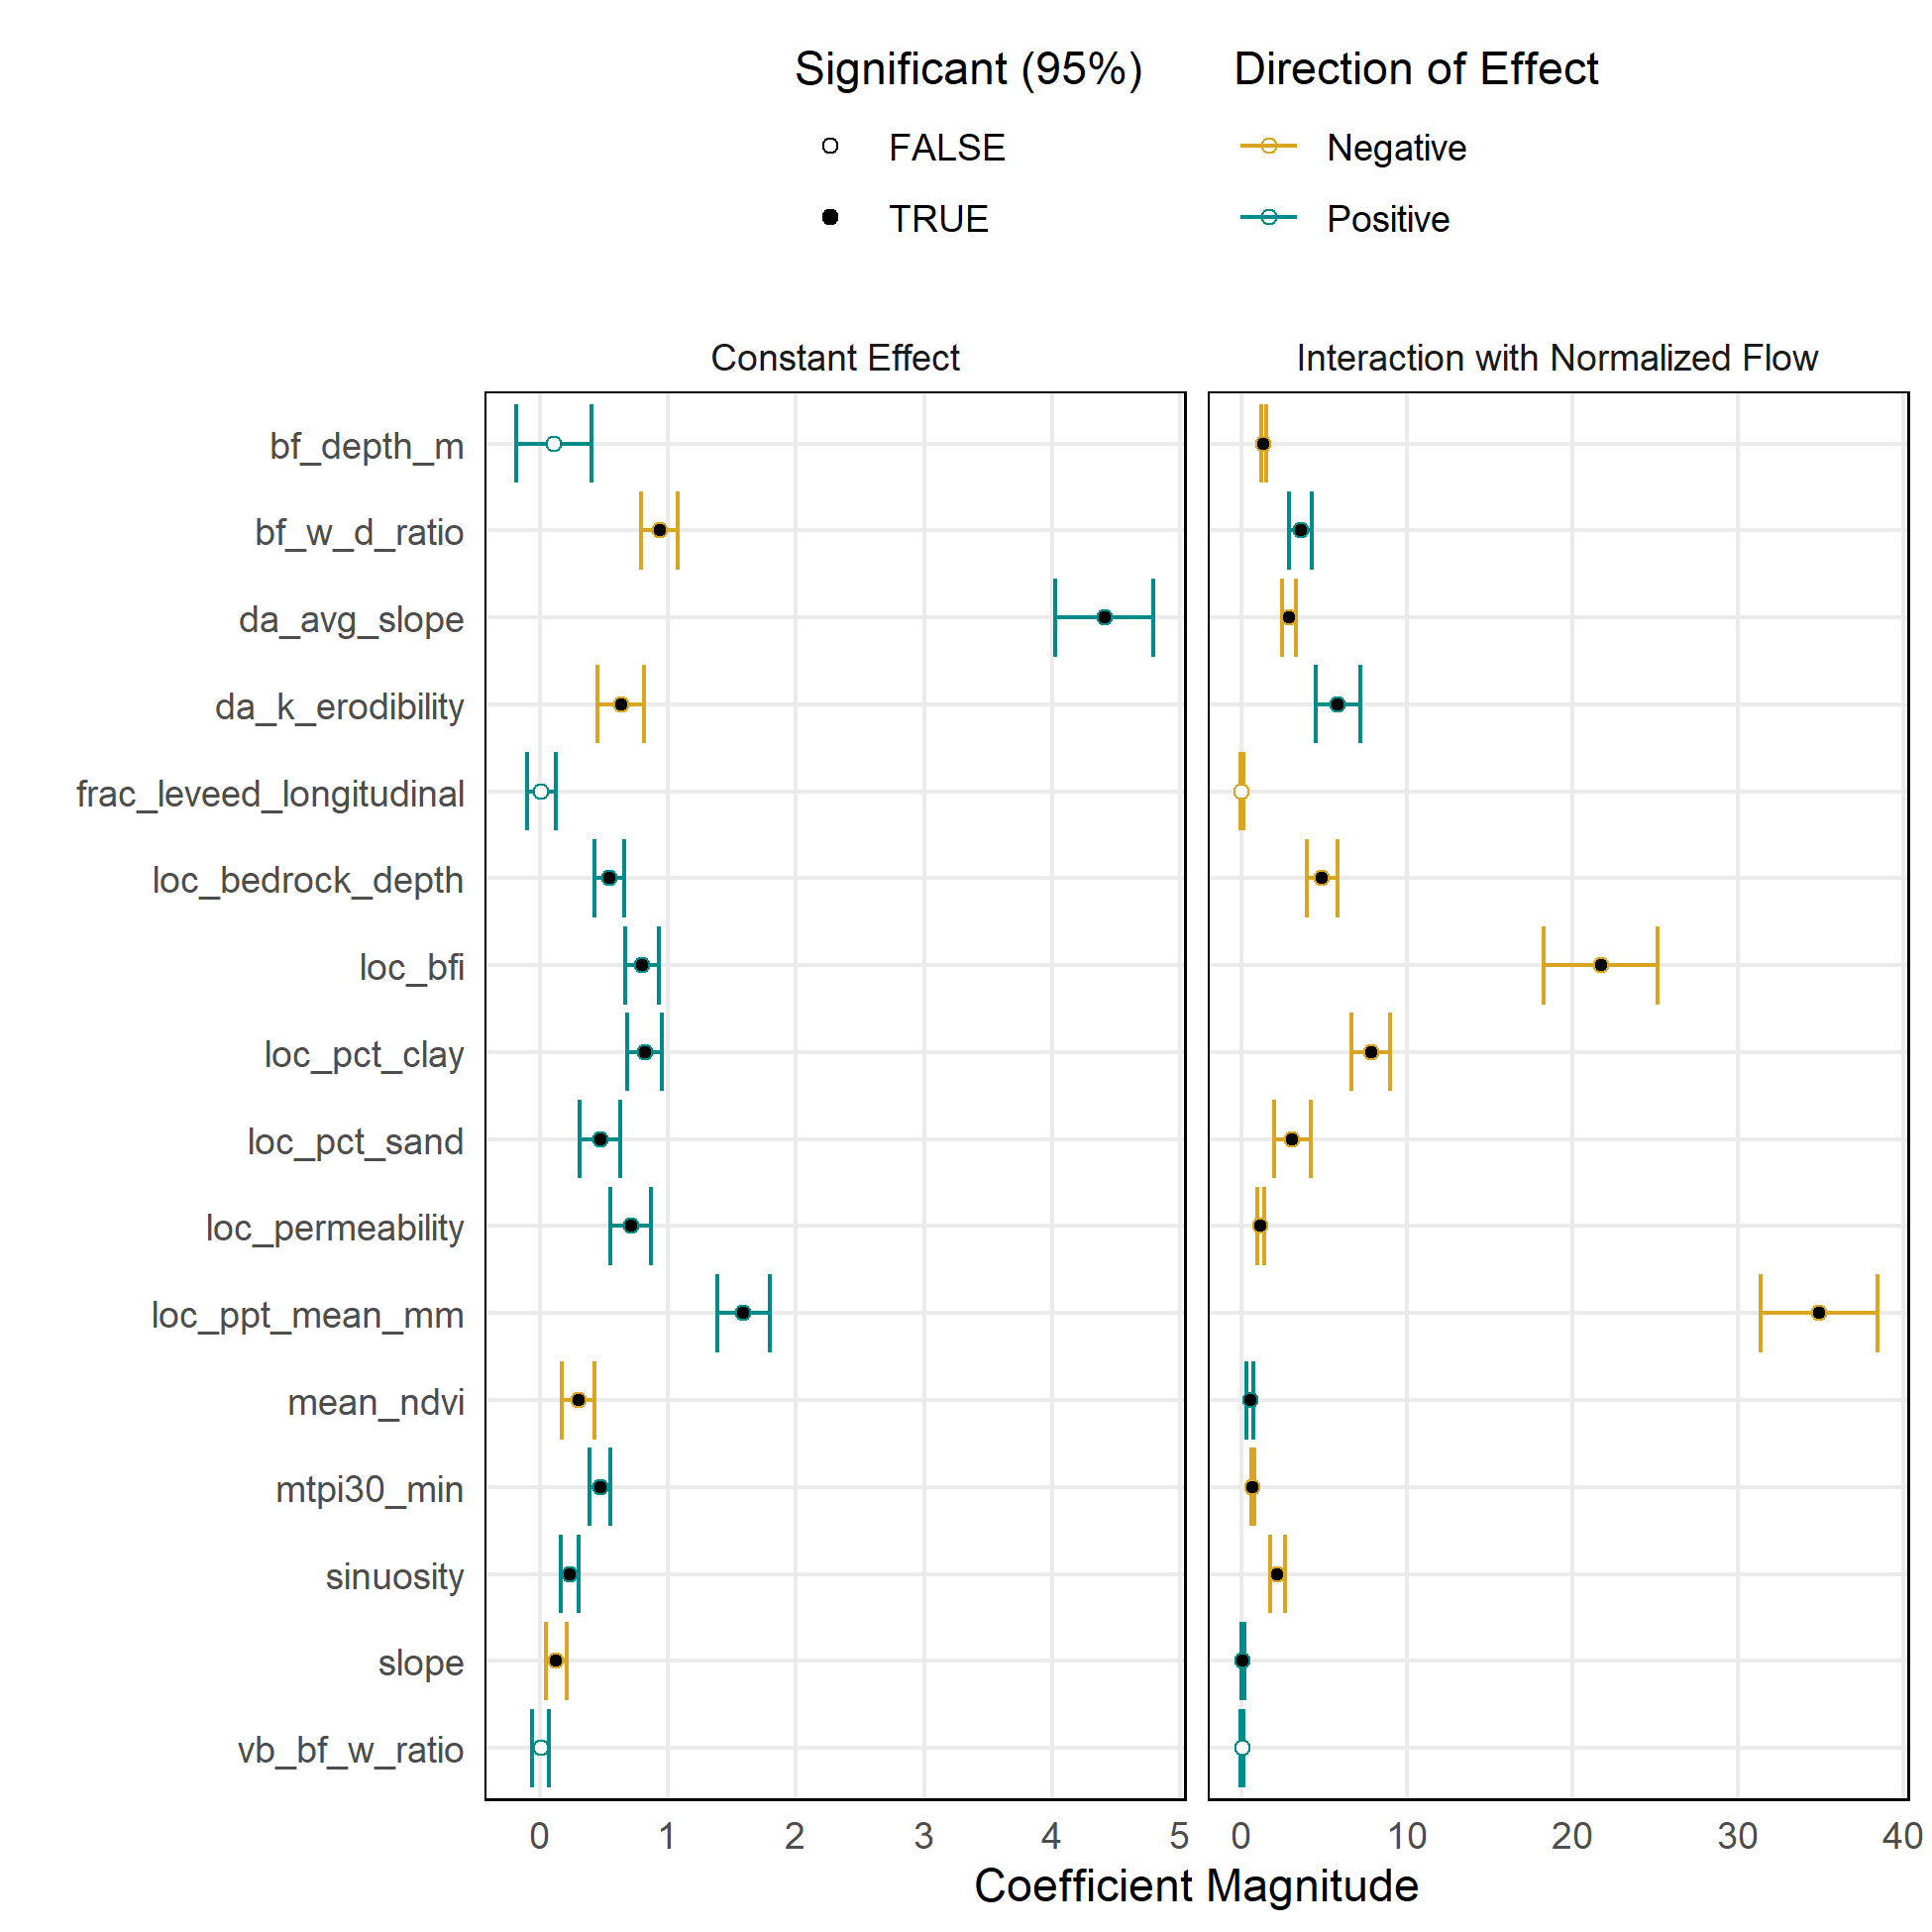 Significant (95%)
FALSE
TRUE
Direction of Effect
Negative
Positive
Constant Effect
Interaction with Normalized Flow
bf_depth_m
bf_w_d_ratio
da_avg_slope
da_k_erodibility
frac_leveed_longitudinal
loc_bedrock_depth
loc_bfi
loc_pct_clay
loc_pct_sand
loc_permeability
loc_ppt_mean_mm
mean_ndvi
mtpi30_min
sinuosity
slope
vb_bf_w_ratio
0 1 2 3 4 5
0 10 20 30 40
Coefficient Magnitude